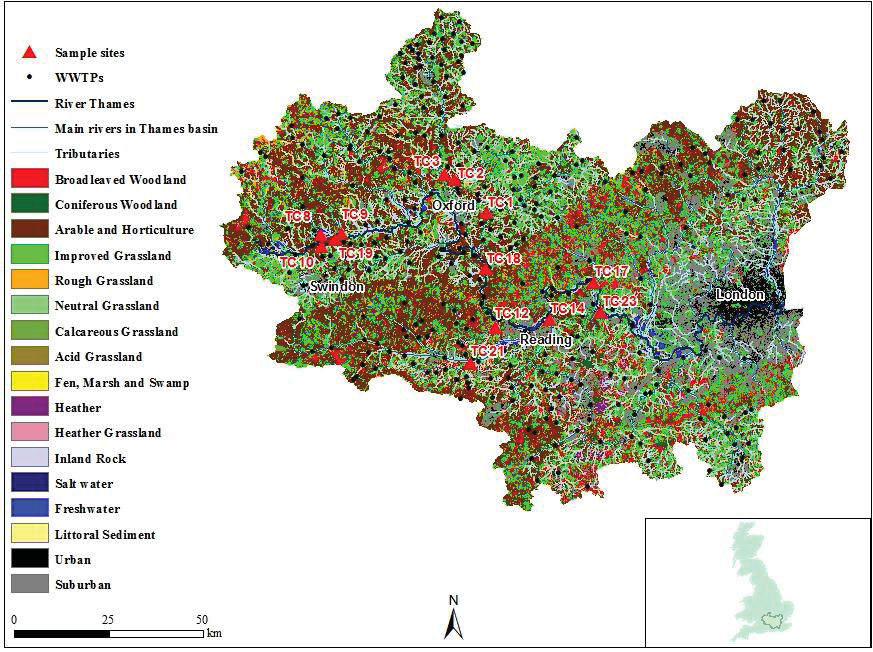 Sample sites
WWTPs
River Thames
Main rivers in Thames basin
Tributaries
Broadleaved Woodland
Coniferous Woodland
Arable and Horticulture
Improved Grassland
Rough Grassland
Neutral Grassland
Calcareous Grassland
Acid Grassland
Fen, Marsh and Swamp
Heather
Heather Grassland
Inland Rock
Salt water
Freshwater
Littoral Sediment
Urban
Suburban
0 25 50
km
TC3
TC2
Oxford
TC1
TC8
TC9
TC10
TC19
TC18
Swindon
TC17
TC12
TC14
TC23
London
Reading
TC21
N